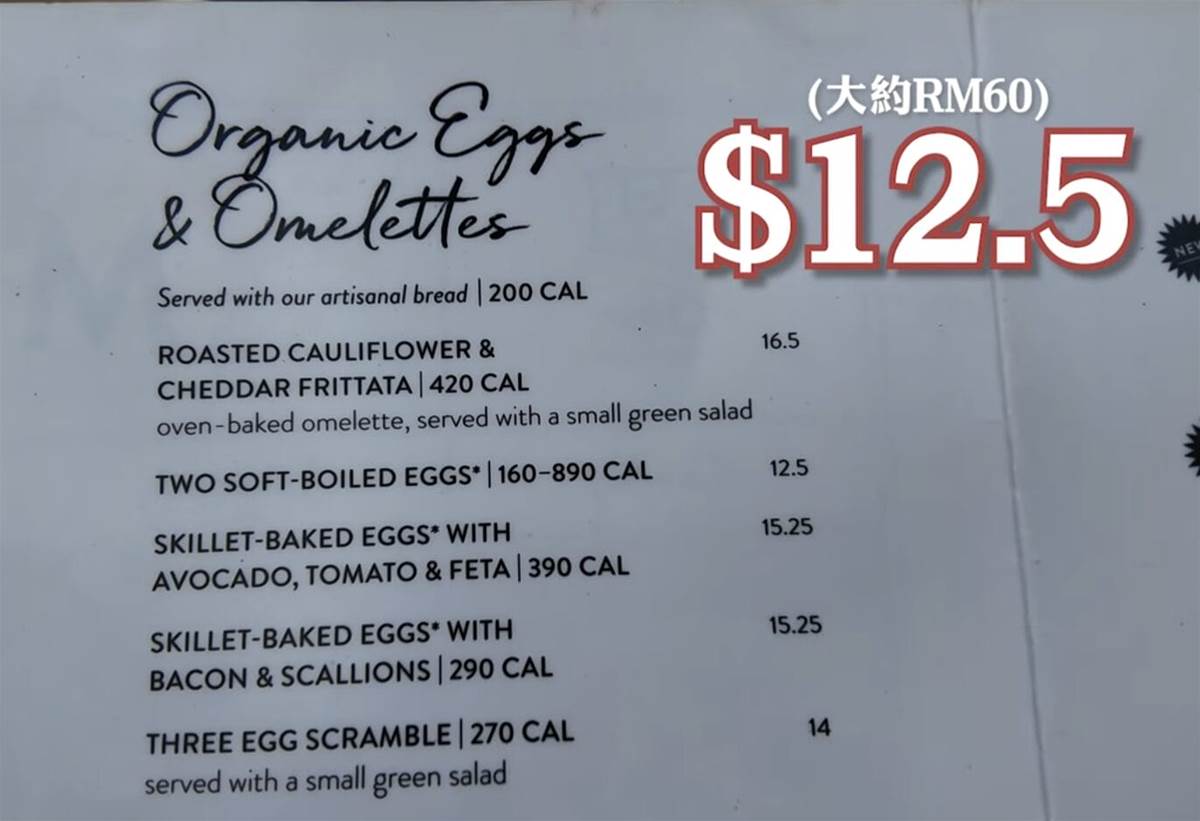 (大約RM60)
$12.5
Organic Eggs
& Omelettes
Served with our artisanal bread | 200 CAL
ROASTED CAULIFLOWER & 16.5
CHEDDAR FRITTATA | 420 CAL
oven-baked omelette, served with a small green salad
TWO SOFT-BOILED EGGS* | 160-890 CAL 12.5
SKILLET-BAKED EGGS* WITH 15.25
AVOCADO, TOMATO & FETA | 390 CAL
SKILLET-BAKED EGGS* WITH 15.25
BACON & SCALLIONS | 290 CAL
THREE EGG SCRAMBLE | 270 CAL 14
served with a small green salad